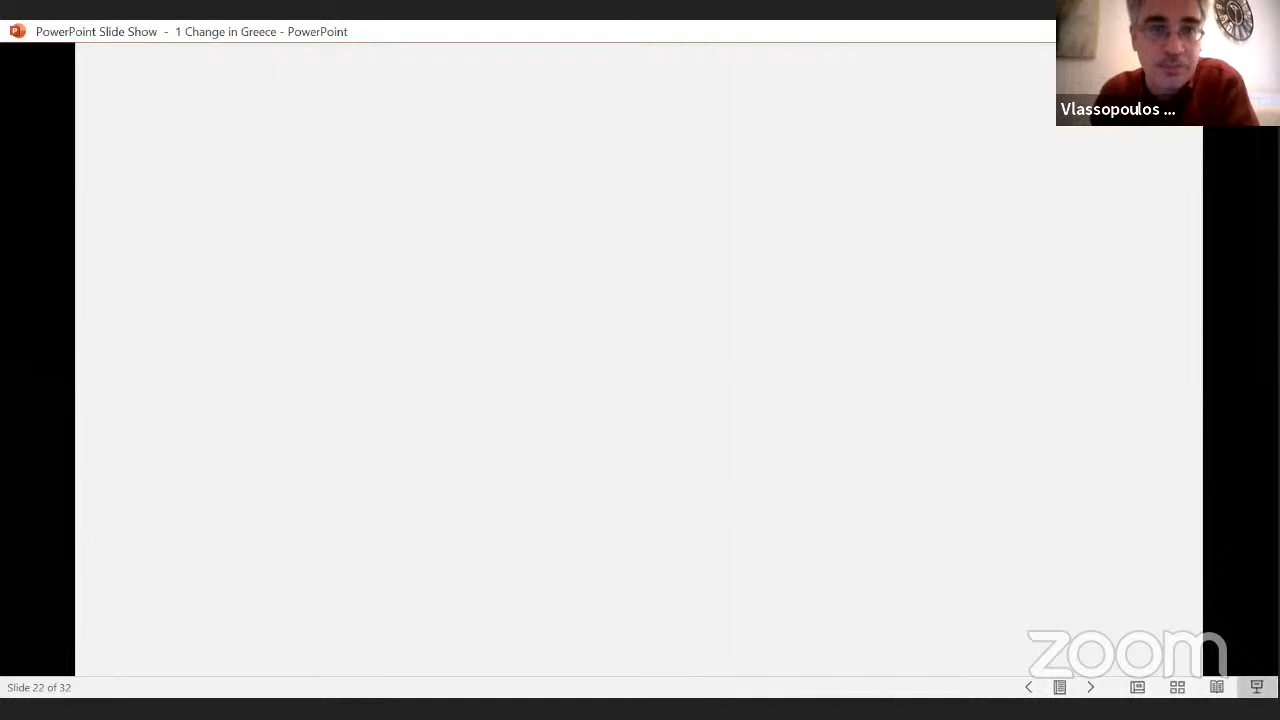 PowerPoint Slide Show - 1 Change in Greece - PowerPoint
Vlassopoulos ...
zoom
Slide 22 of 32